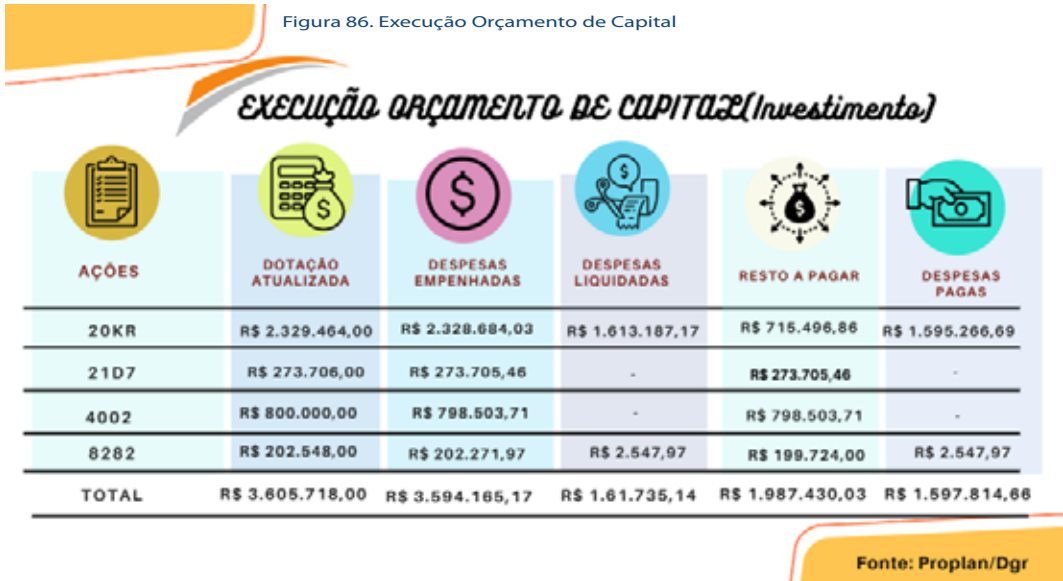 Figura 86. Execução Orçamento de Capital
EXECUÇÃO ORÇAMENTO DE CAPITAL(Investimento)
AÇÕES DOTAÇÃO ATUALIZADA DESPESAS EMPENHADAS DESPESAS LIQUIDADAS RESTO A PAGAR DESPESAS PAGAS
20KR R$ 2.329.464,00 R$ 2.328.684,03 R$ 1.613.187,17 R$ 715.496,86 R$ 1.595.266,69
21D7 R$ 273.706,00 R$ 273.705,46 - R$ 273.705,46 -
4002 R$ 800.000,00 R$ 798.503,71 - R$ 798.503,71 -
8282 R$ 202.548,00 R$ 202.271,97 R$ 2.547,97 R$ 199.724,00 R$ 2.547,97
TOTAL R$ 3.605.718,00 R$ 3.594.165,17 R$ 1.61.735,14 R$ 1.987.430,03 R$ 1.597.814,66
Fonte: Proplan/Dgr